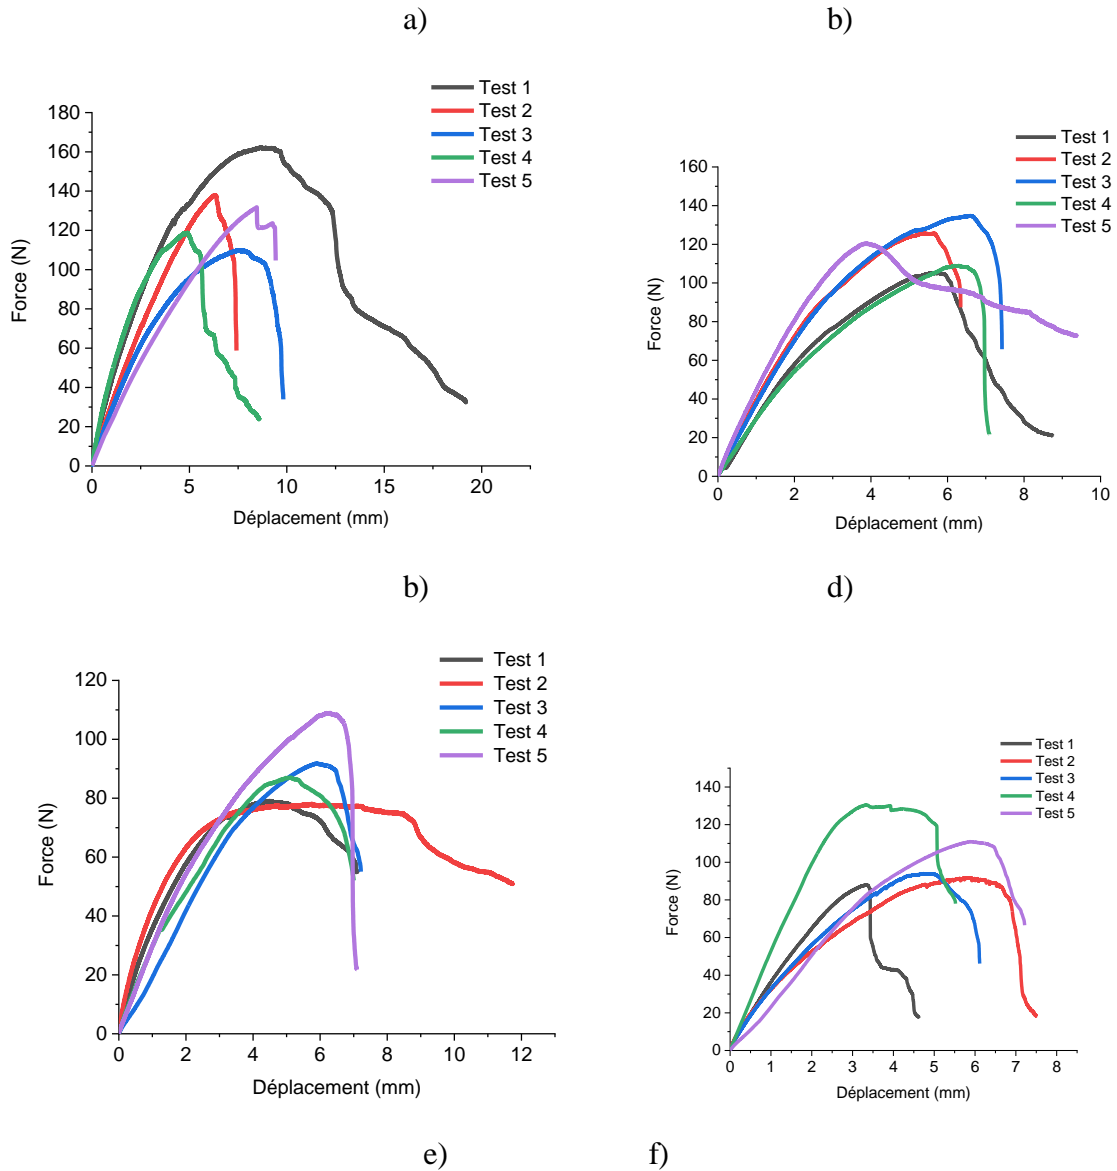 a) b)
Test 1
Test 2
Test 3
Test 4
Test 5
180
160
140
120
100
80
60
40
20
0
Force (N)
0 5 10 15 20
Déplacement (mm)
Test 1
Test 2
Test 3
Test 4
Test 5
160
140
120
100
80
60
40
20
0
Force (N)
0 2 4 6 8 10
Déplacement (mm)
b) d)
Test 1
Test 2
Test 3
Test 4
Test 5
120
100
80
60
40
20
0
Force (N)
0 2 4 6 8 10 12
Déplacement (mm)
Test 1
Test 2
Test 3
Test 4
Test 5
140
120
100
80
60
40
20
0
Force (N)
0 1 2 3 4 5 6 7 8
Déplacement (mm)
e) f)